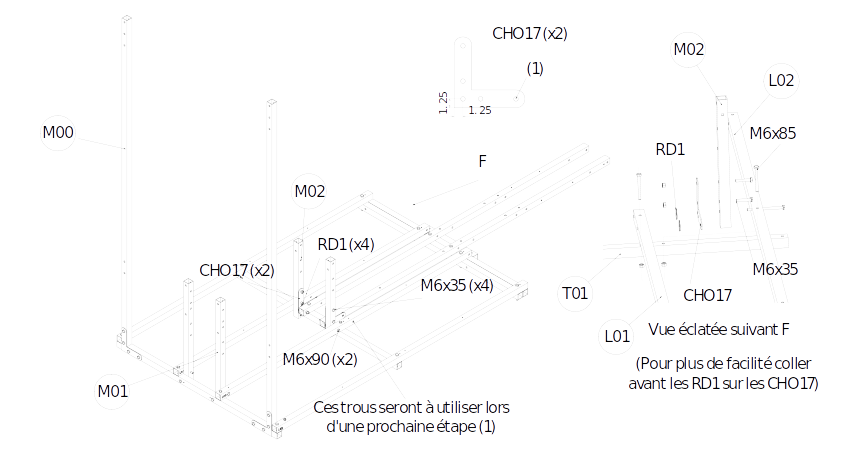 CHO17 (x2)
(1)
1.25
1.25
M00
F
M02
RD1 (x4)
CHO17 (x2)
M6x35 (x4)
M6x90 (x2)
M01
Ces trous seront à utiliser lors
d'une prochaine étape (1)
M02
L02
M6x85
RD1
M6x35
T01
CHO17
L01
Vue éclatée suivant F
(Pour plus de facilité coller
avant les RD1 sur les CHO17)